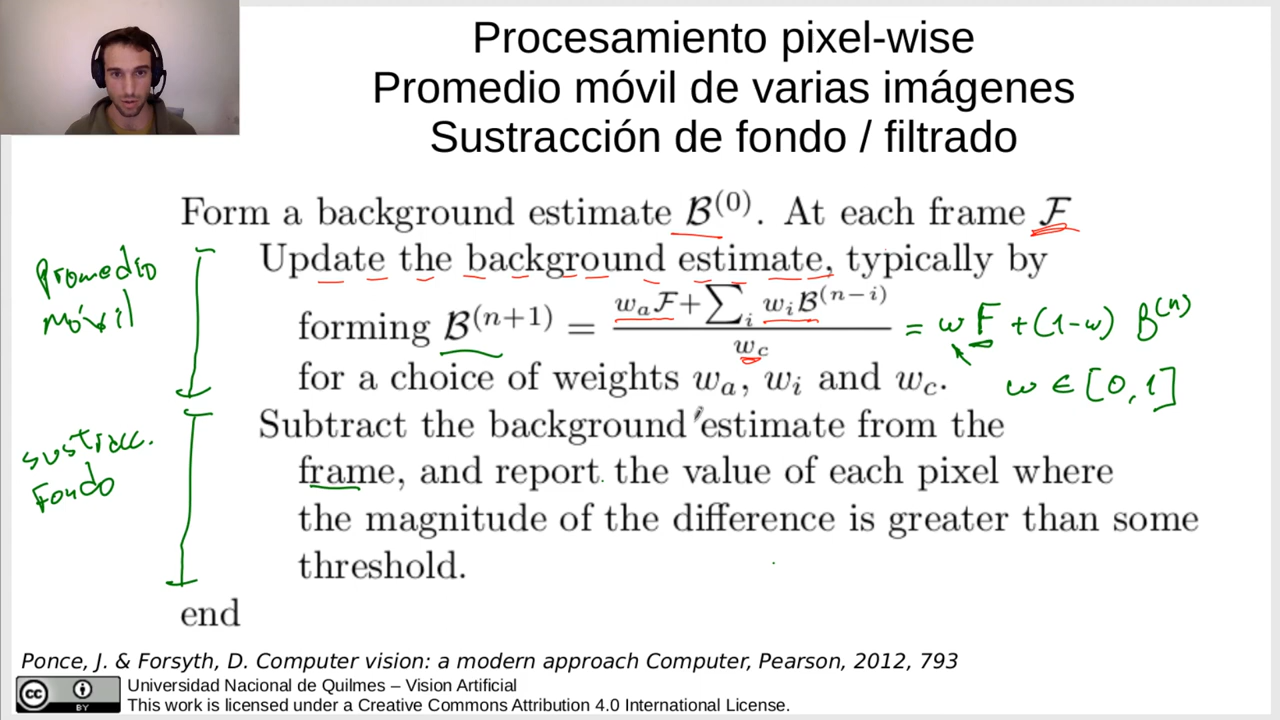 Procesamiento pixel-wise
Promedio móvil de varias imágenes
Sustracción de fondo / filtrado
Form a background estimate B^(0). At each frame F
Update the background estimate, typically by
forming B^(n+1) = (w_a F + ∑_i w_i B^(n−i)) / w_c = w F + (1-w) B^(n)
for a choice of weights w_a, w_i and w_c. w ∈ [0, 1]
Promedio
Móvil
Subtract the background estimate from the
frame, and report the value of each pixel where
the magnitude of the difference is greater than some
threshold.
sustracc.
Fondo
end
Ponce, J. & Forsyth, D. Computer vision: a modern approach Computer, Pearson, 2012, 793
cc BY
Universidad Nacional de Quilmes – Vision Artificial
This work is licensed under a Creative Commons Attribution 4.0 International License.